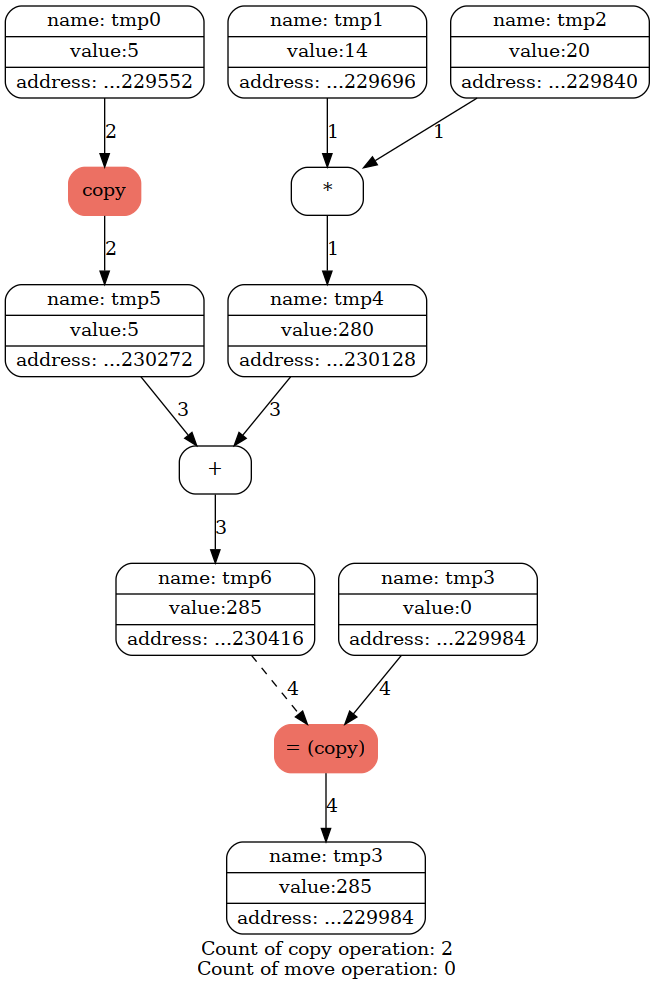 name: tmp0
value:5
address: ...229552
name: tmp1
value:14
address: ...229696
name: tmp2
value:20
address: ...229840
2
1
1
copy
*
2
1
name: tmp5
value:5
address: ...230272
name: tmp4
value:280
address: ...230128
3
3
+
3
name: tmp6
value:285
address: ...230416
name: tmp3
value:0
address: ...229984
4
4
= (copy)
4
name: tmp3
value:285
address: ...229984
Count of copy operation: 2
Count of move operation: 0